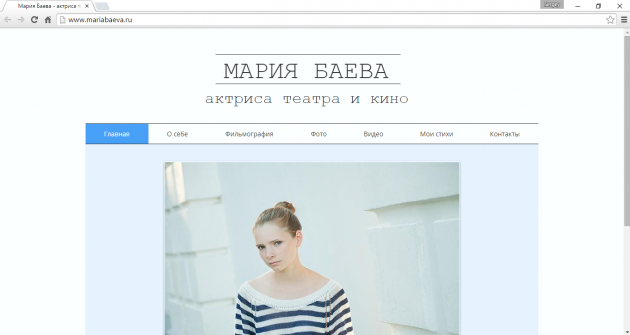 Мария Баева - актриса т
www.mariabaeva.ru
МАРИЯ БАЕВА
актриса театра и кино
Главная О себе Фильмография Фото Видео Мои стихи Контакты